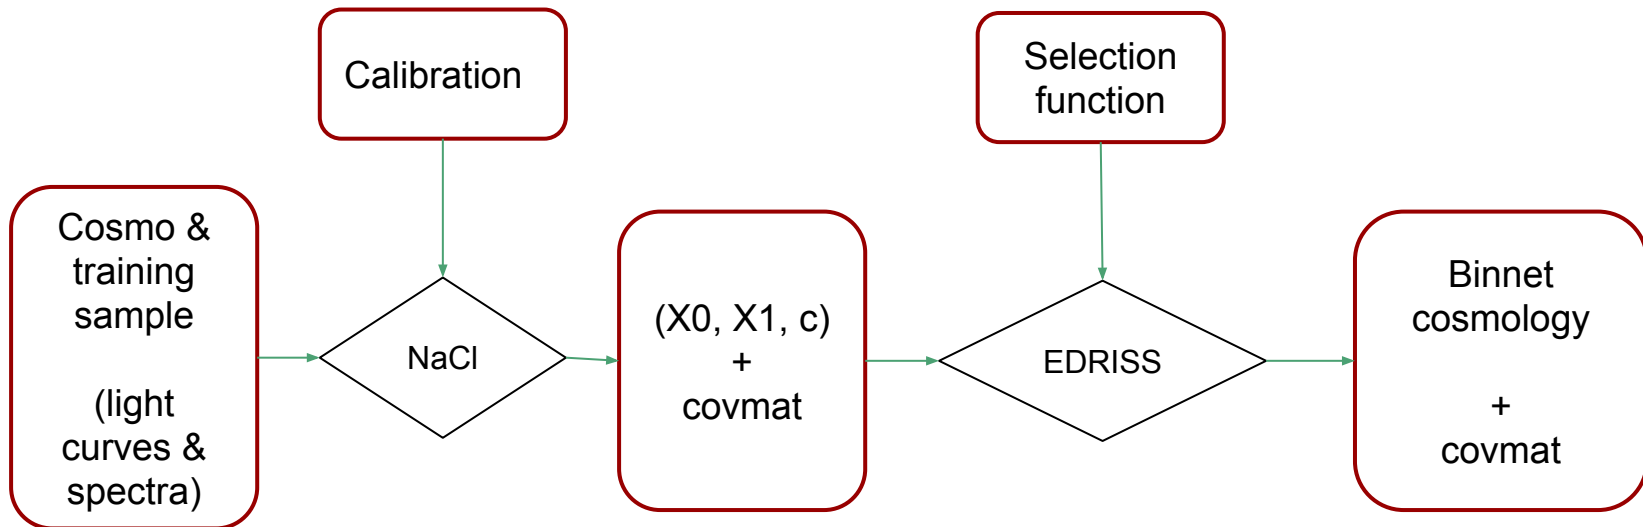 Calibration
Selection
function
Cosmo &
training
sample
(light
curves &
spectra)
NaCl
(X0, X1, c)
+
covmat
EDRISS
Binnet
cosmology
+
covmat